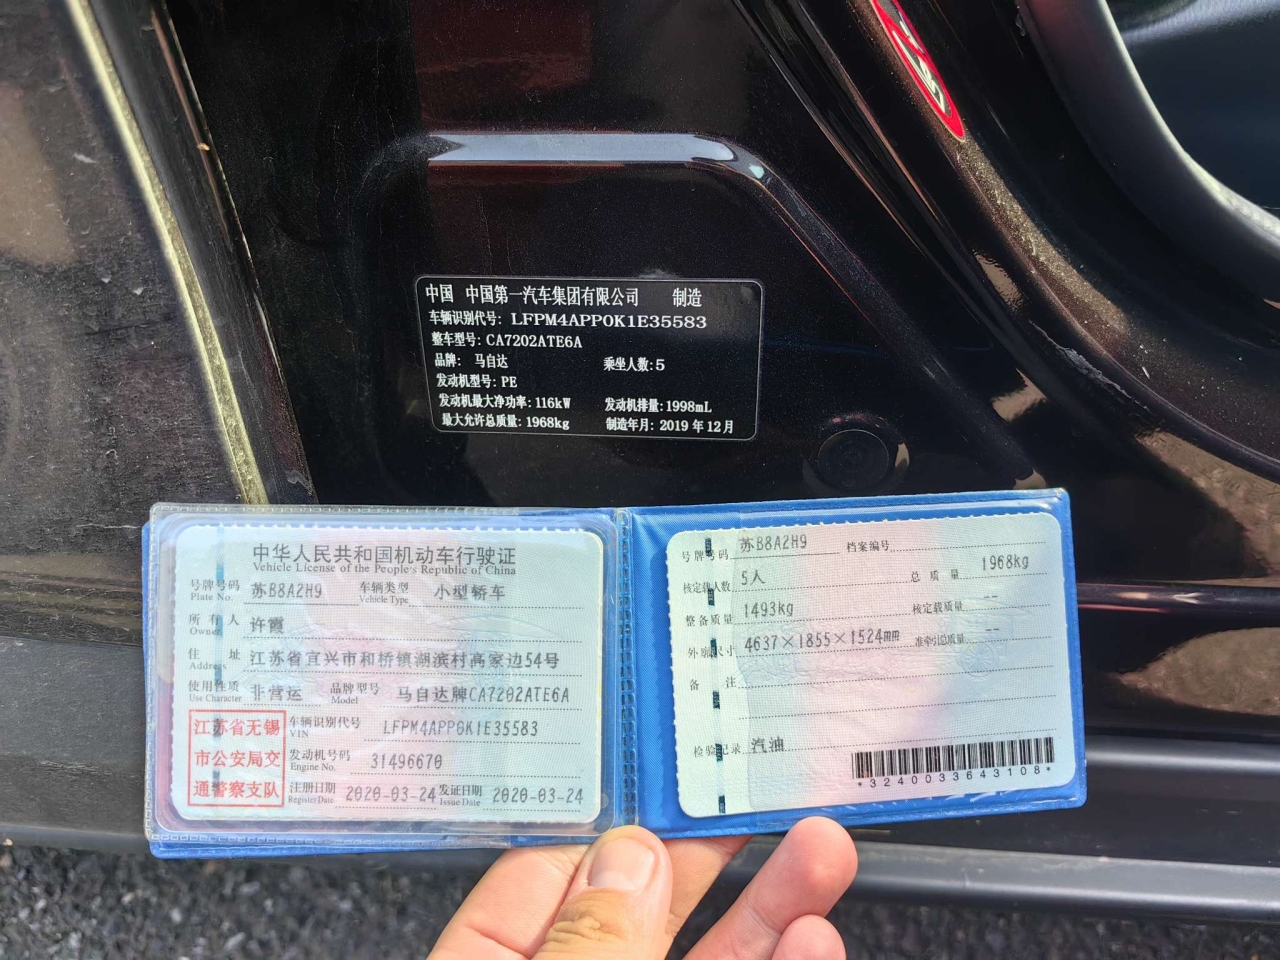 中国 中国第一汽车集团有限公司 制造
车辆识别代号: LFPM4APP0K1E35583
整车型号: CA7202ATE6A
品牌: 马自达 乘坐人数:5
发动机型号: PE
发动机最大净功率: 116kW 发动机排量:1998mL
最大允许总质量: 1968kg 制造年月: 2019 年 12 月
中华人民共和国机动车行驶证
Vehicle License of the People's Republic of China
号牌号码 苏B8A2H9 车辆类型 小型轿车
Plate No. Vehicle Type
所有人 许霞
Owner
住址 江苏省宜兴市和桥镇湖滨村高家边54号
Address
使用性质 非营运 品牌型号 马自达牌CA7202ATE6A
Use Character Model
江苏省无锡
市公安局交
通警察支队
车辆识别代号 LFPM4APP0K1E35583
VIN
发动机号码 31496670
Engine No.
注册日期 2020-03-24 发证日期 2020-03-24
Register Date Issue Date
号牌号码 苏B8A2H9 档案编号
核定载人数 5人 总质量 1968kg
整备质量 1493kg 核定载质量 --
外廓尺寸 4637×1855×1524mm 准牵引总质量 --
备注
检验记录 汽油
*3240033643108*